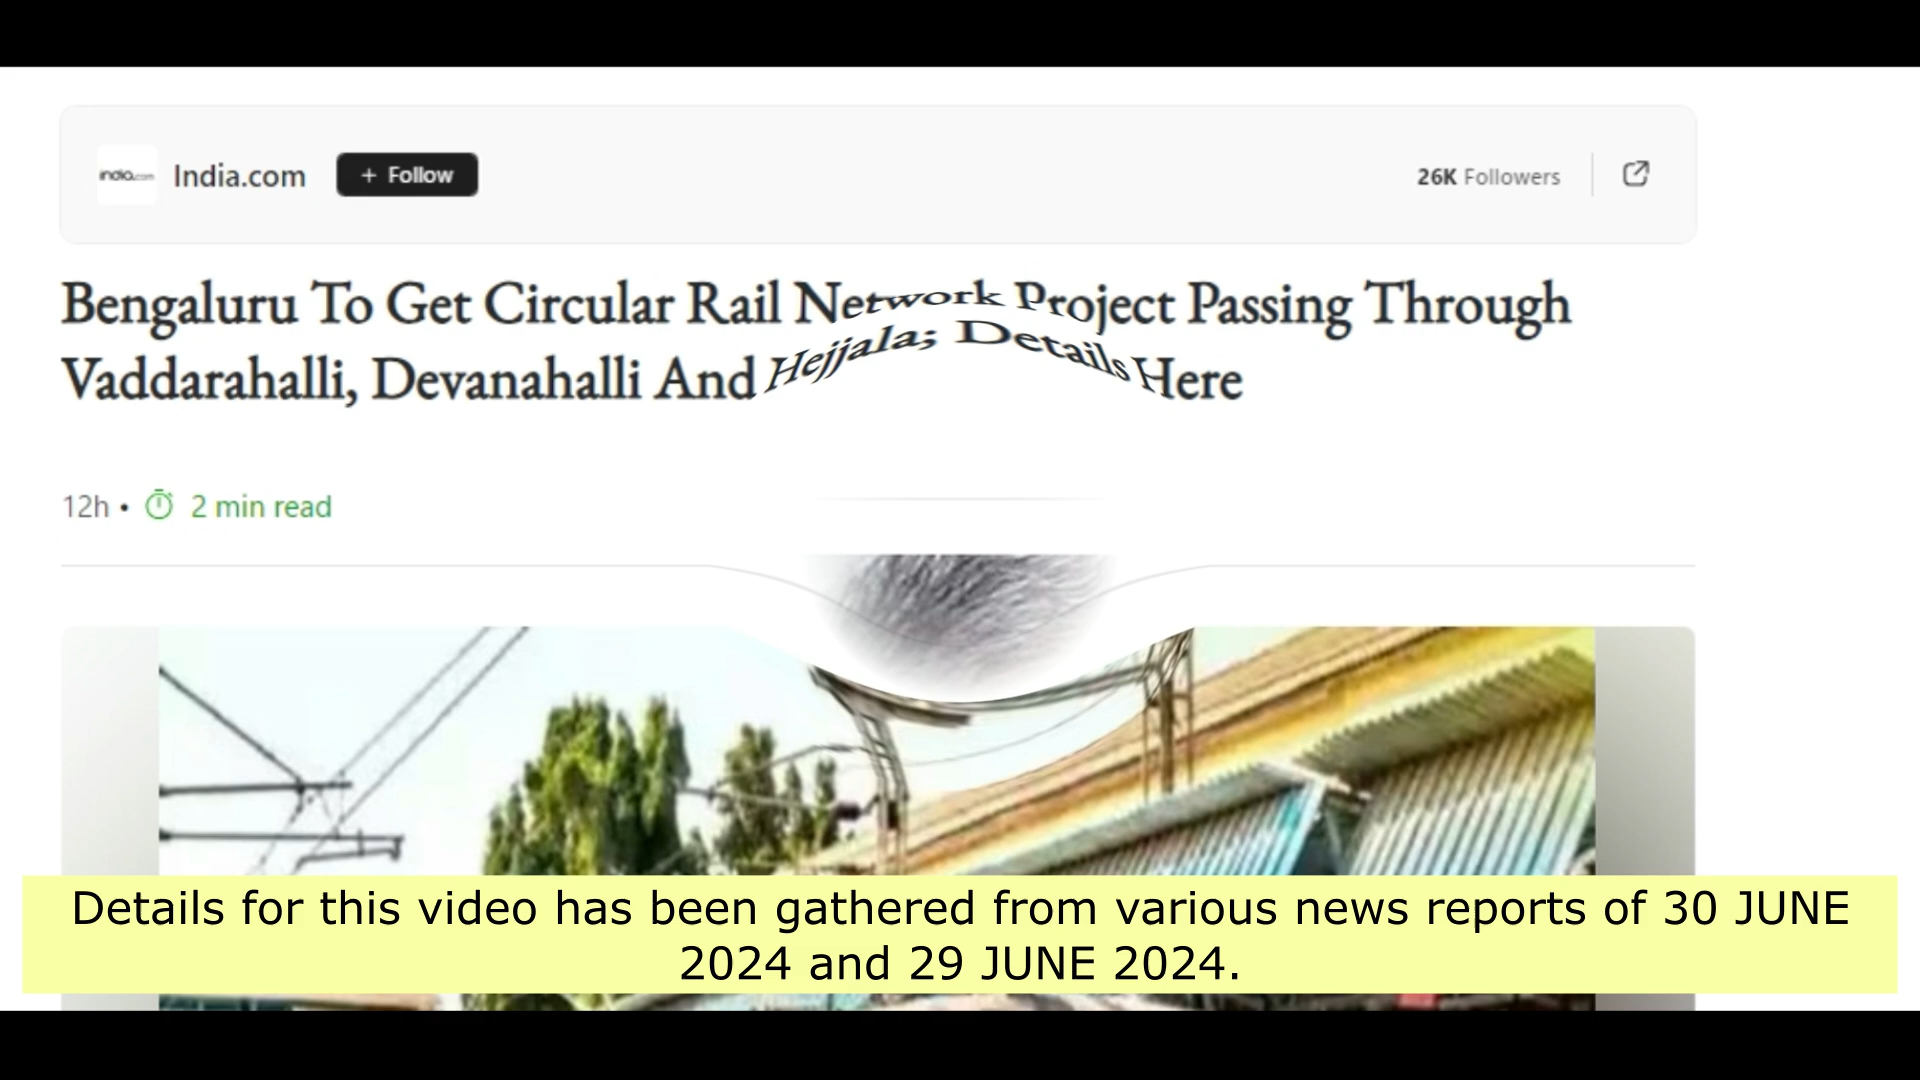 india.com India.com + Follow 26K Followers
Bengaluru To Get Circular Rail Network Project Passing Through
Vaddarahalli, Devanahalli And Hejjala; Details Here
12h • 2 min read
Details for this video has been gathered from various news reports of 30 JUNE
2024 and 29 JUNE 2024.